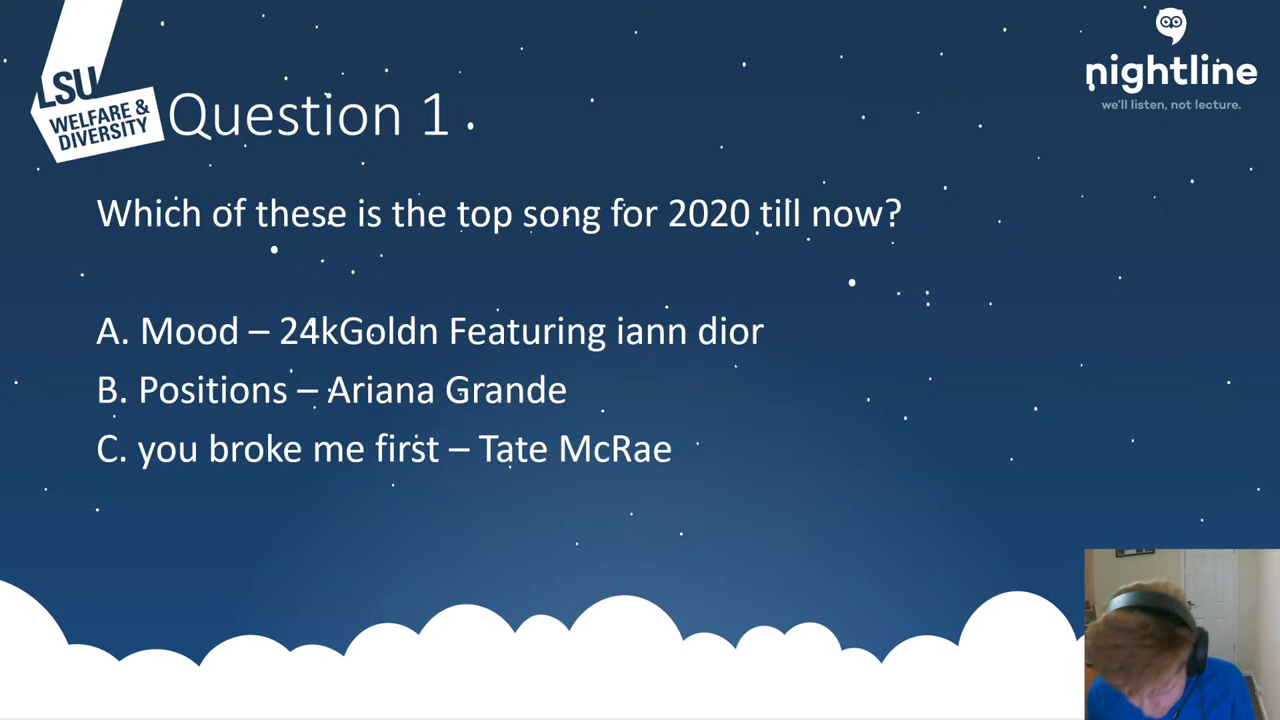 LSU
WELFARE &
DIVERSITY
nightline
we'll listen, not lecture.
Question 1
Which of these is the top song for 2020 till now?
A. Mood – 24kGoldn Featuring iann dior
B. Positions – Ariana Grande
C. you broke me first – Tate McRae